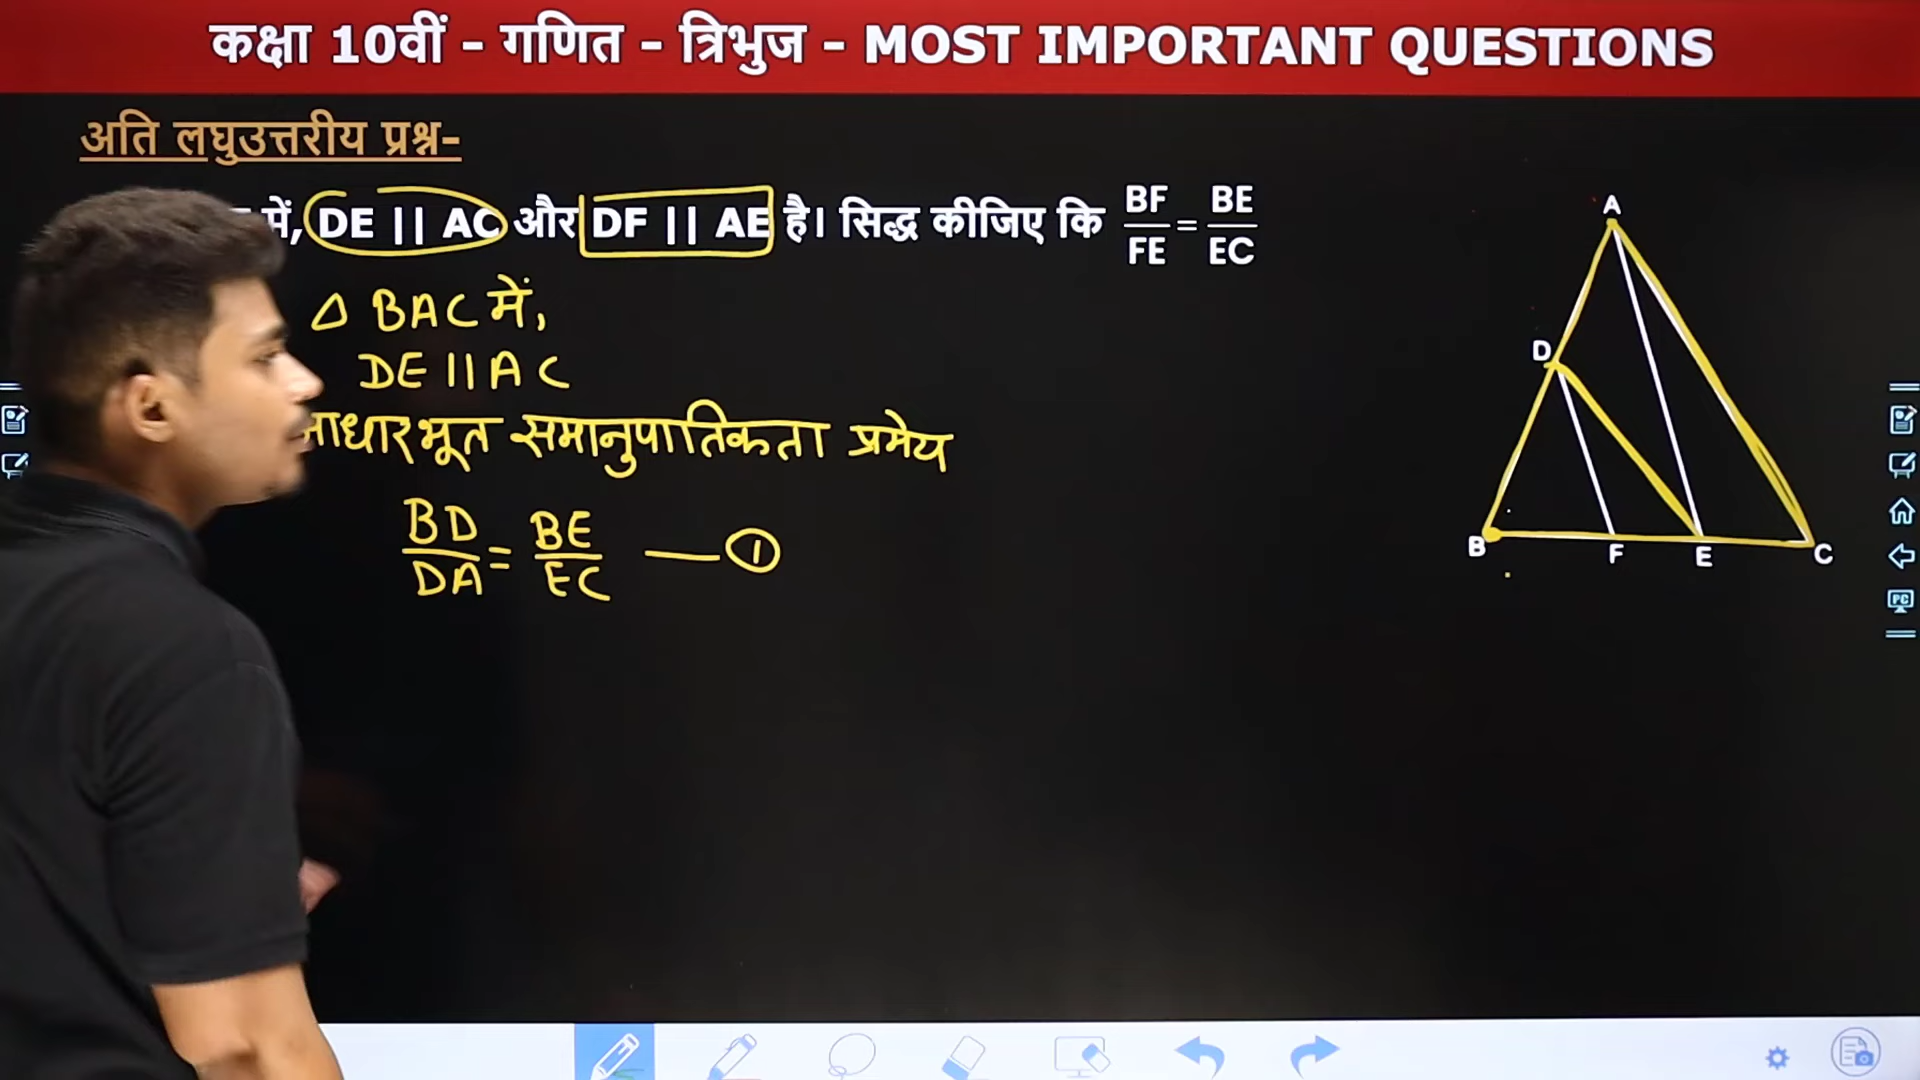 कक्षा 10वीं - गणित - त्रिभुज - MOST IMPORTANT QUESTIONS
अति लघुउत्तरीय प्रश्न-
में, DE || AC और DF || AE है। सिद्ध कीजिए कि BF/FE = BE/EC
△ BAC में,
DE || AC
आधारभूत समानुपातिकता प्रमेय
BD/DA = BE/EC — ①
A
D
B F E C
PC